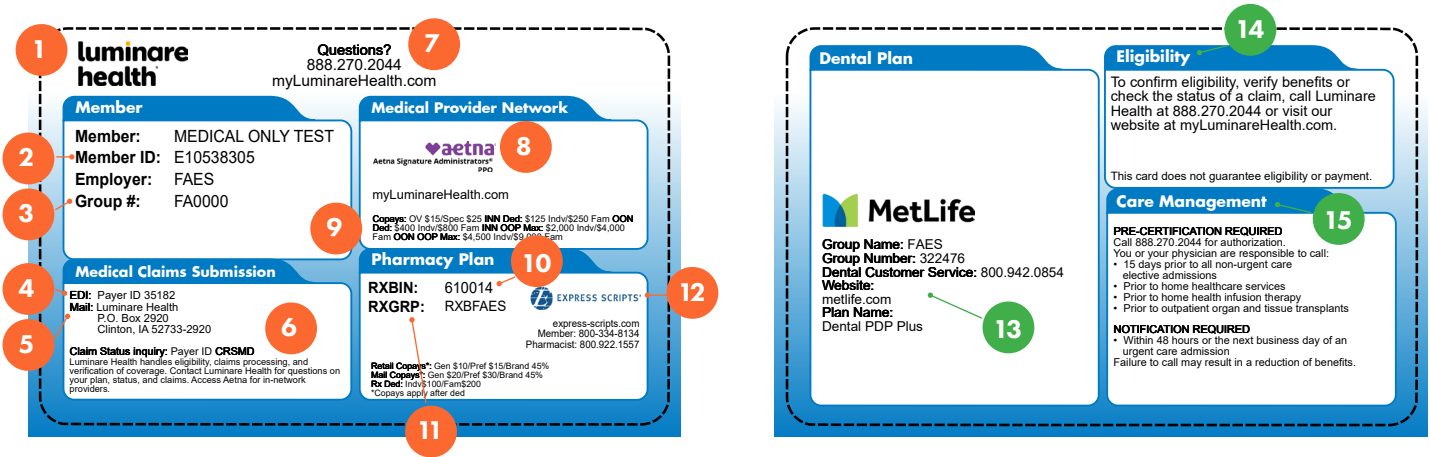 1
luminare
health
Questions?
888.270.2044
myLuminareHealth.com
7
Member
Member: MEDICAL ONLY TEST
2
Member ID: E10538305
Employer: FAES
3
Group #: FA0000
Medical Provider Network
aetna
8
Aetna Signature Administrators®
PPO
myLuminareHealth.com
9
Copays: OV $15/Spec $25 INN Ded: $125 Indv/$250 Fam OON
Ded: $400 Indv/$800 Fam INN OOP Max: $2,000 Indv/$4,000
Fam OON OOP Max: $4,500 Indv/$9,000 Fam
Medical Claims Submission
4
EDI: Payer ID 35182
5
Mail: Luminare Health
P.O. Box 2920
Clinton, IA 52733-2920
6
Claim Status inquiry: Payer ID CRSMD
Luminare Health handles eligibility, claims processing, and
verification of coverage. Contact Luminare Health for questions on
your plan, status, and claims. Access Aetna for in-network
providers.
Pharmacy Plan
10
RXBIN: 610014
RXGRP: RXBFAES
EXPRESS SCRIPTS®
12
express-scripts.com
Member: 800-334-8134
Pharmacist: 800.922.1557
Retail Copays*: Gen $10/Pref $15/Brand 45%
Mail Copays*: Gen $20/Pref $30/Brand 45%
Rx Ded: Indv$100/Fam$200
*Copays apply after ded
11
Dental Plan
MetLife
Group Name: FAES
Group Number: 322476
Dental Customer Service: 800.942.0854
Website:
metlife.com
Plan Name:
Dental PDP Plus
13
14
Eligibility
To confirm eligibility, verify benefits or
check the status of a claim, call Luminare
Health at 888.270.2044 or visit our
website at myLuminareHealth.com.
This card does not guarantee eligibility or payment.
Care Management
15
PRE-CERTIFICATION REQUIRED
Call 888.270.2044 for authorization.
You or your physician are responsible to call:
• 15 days prior to all non-urgent care
elective admissions
• Prior to home healthcare services
• Prior to home health infusion therapy
• Prior to outpatient organ and tissue transplants
NOTIFICATION REQUIRED
• Within 48 hours or the next business day of an
urgent care admission
Failure to call may result in a reduction of benefits.